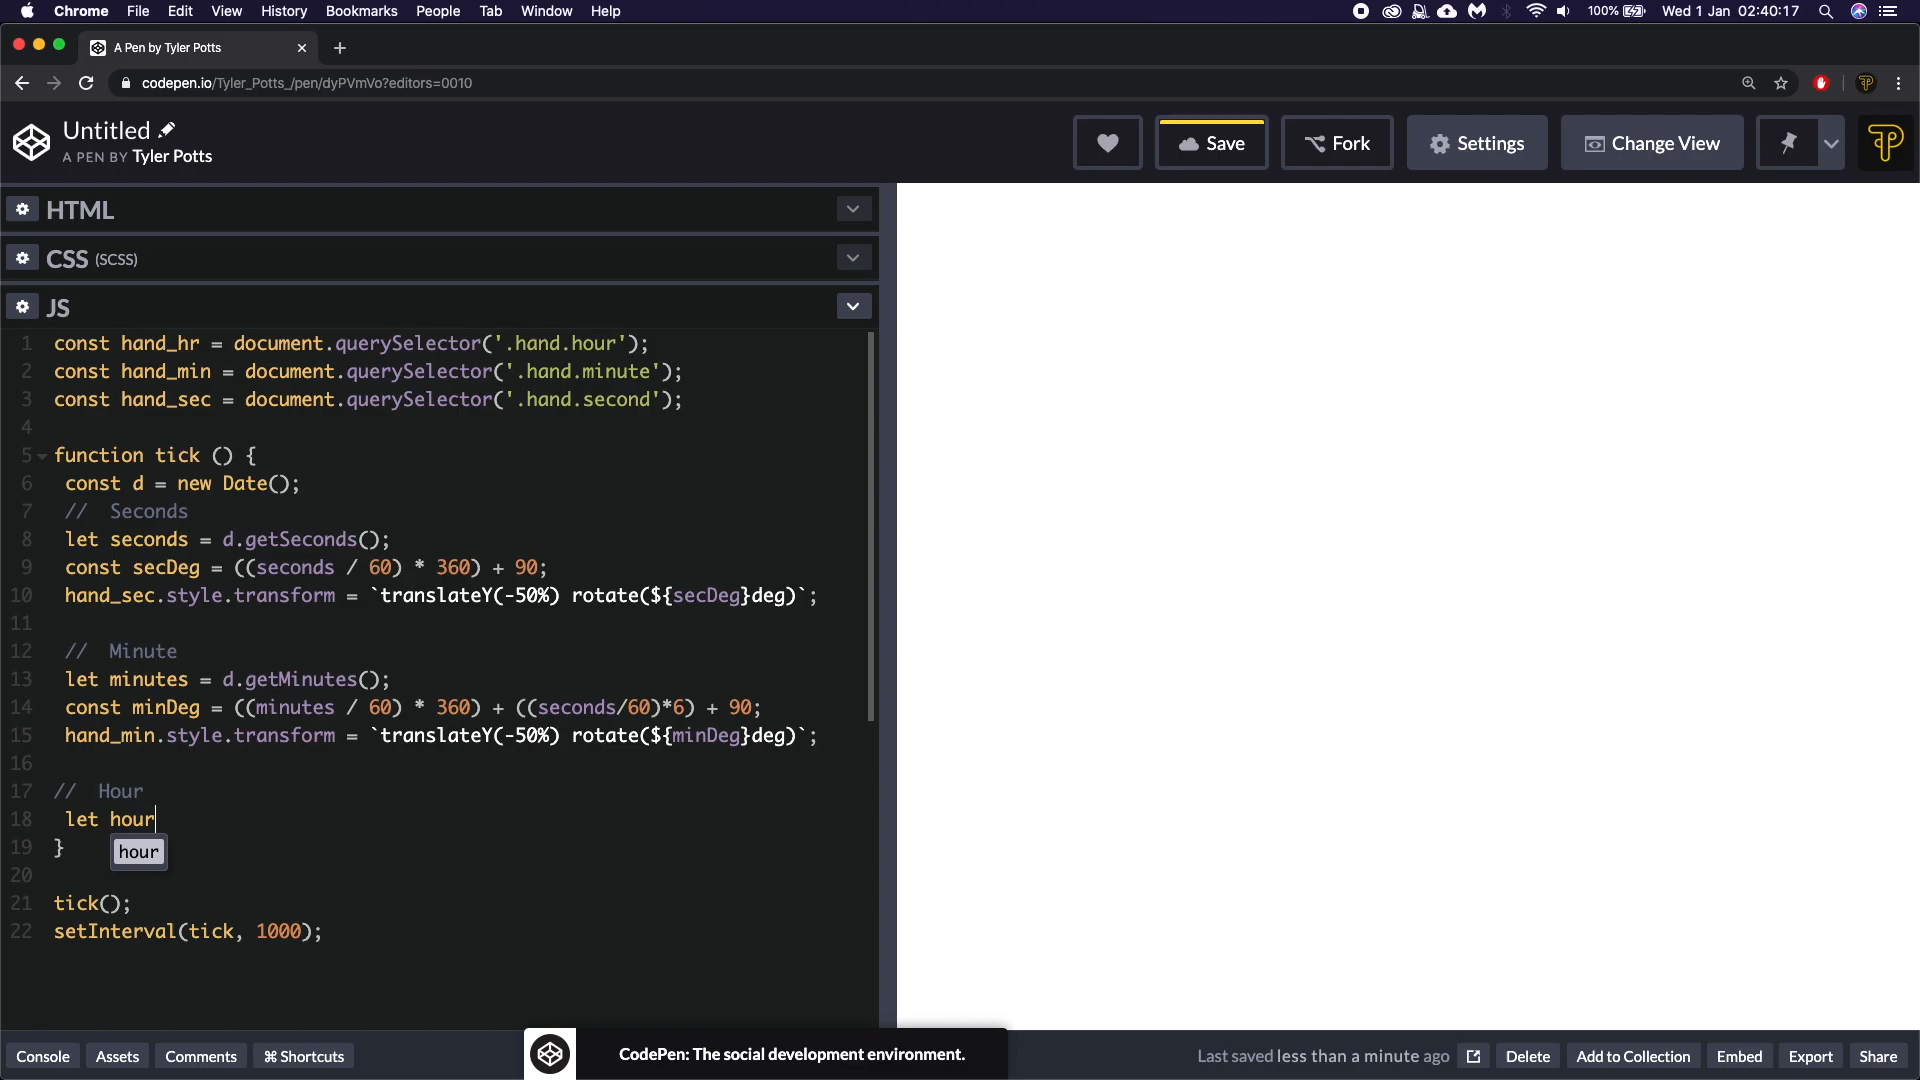 Chrome File Edit View History Bookmarks People Tab Window Help 100% Wed 1 Jan 02:40:17
A Pen by Tyler Potts
codepen.io/Tyler_Potts_/pen/dyPVmVo?editors=0010
Untitled
A PEN BY Tyler Potts
Save Fork Settings Change View
HTML
CSS (SCSS)
JS
1 const hand_hr = document.querySelector('.hand.hour');
2 const hand_min = document.querySelector('.hand.minute');
3 const hand_sec = document.querySelector('.hand.second');
4
5 function tick () {
6 const d = new Date();
7 // Seconds
8 let seconds = d.getSeconds();
9 const secDeg = ((seconds / 60) * 360) + 90;
10 hand_sec.style.transform = `translateY(-50%) rotate(${secDeg}deg)`;
11
12 // Minute
13 let minutes = d.getMinutes();
14 const minDeg = ((minutes / 60) * 360) + ((seconds/60)*6) + 90;
15 hand_min.style.transform = `translateY(-50%) rotate(${minDeg}deg)`;
16
17 // Hour
18 let hour
19 }
hour
20
21 tick();
22 setInterval(tick, 1000);
Console Assets Comments ⌘ Shortcuts
CodePen: The social development environment.
Last saved less than a minute ago Delete Add to Collection Embed Export Share